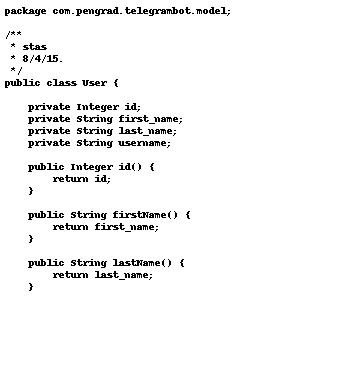 package com.pengrad.telegrambot.model;
/**
 * stas
 * 8/4/15.
 */
public class User {
    private Integer id;
    private String first_name;
    private String last_name;
    private String username;
    public Integer id() {
        return id;
    }
    public String firstName() {
        return first_name;
    }
    public String lastName() {
        return last_name;
    }